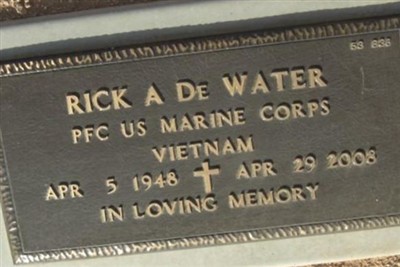 RICK A DE WATER
PFC US MARINE CORPS
VIETNAM
APR 5 1948 ✝ APR 29 2008
IN LOVING MEMORY